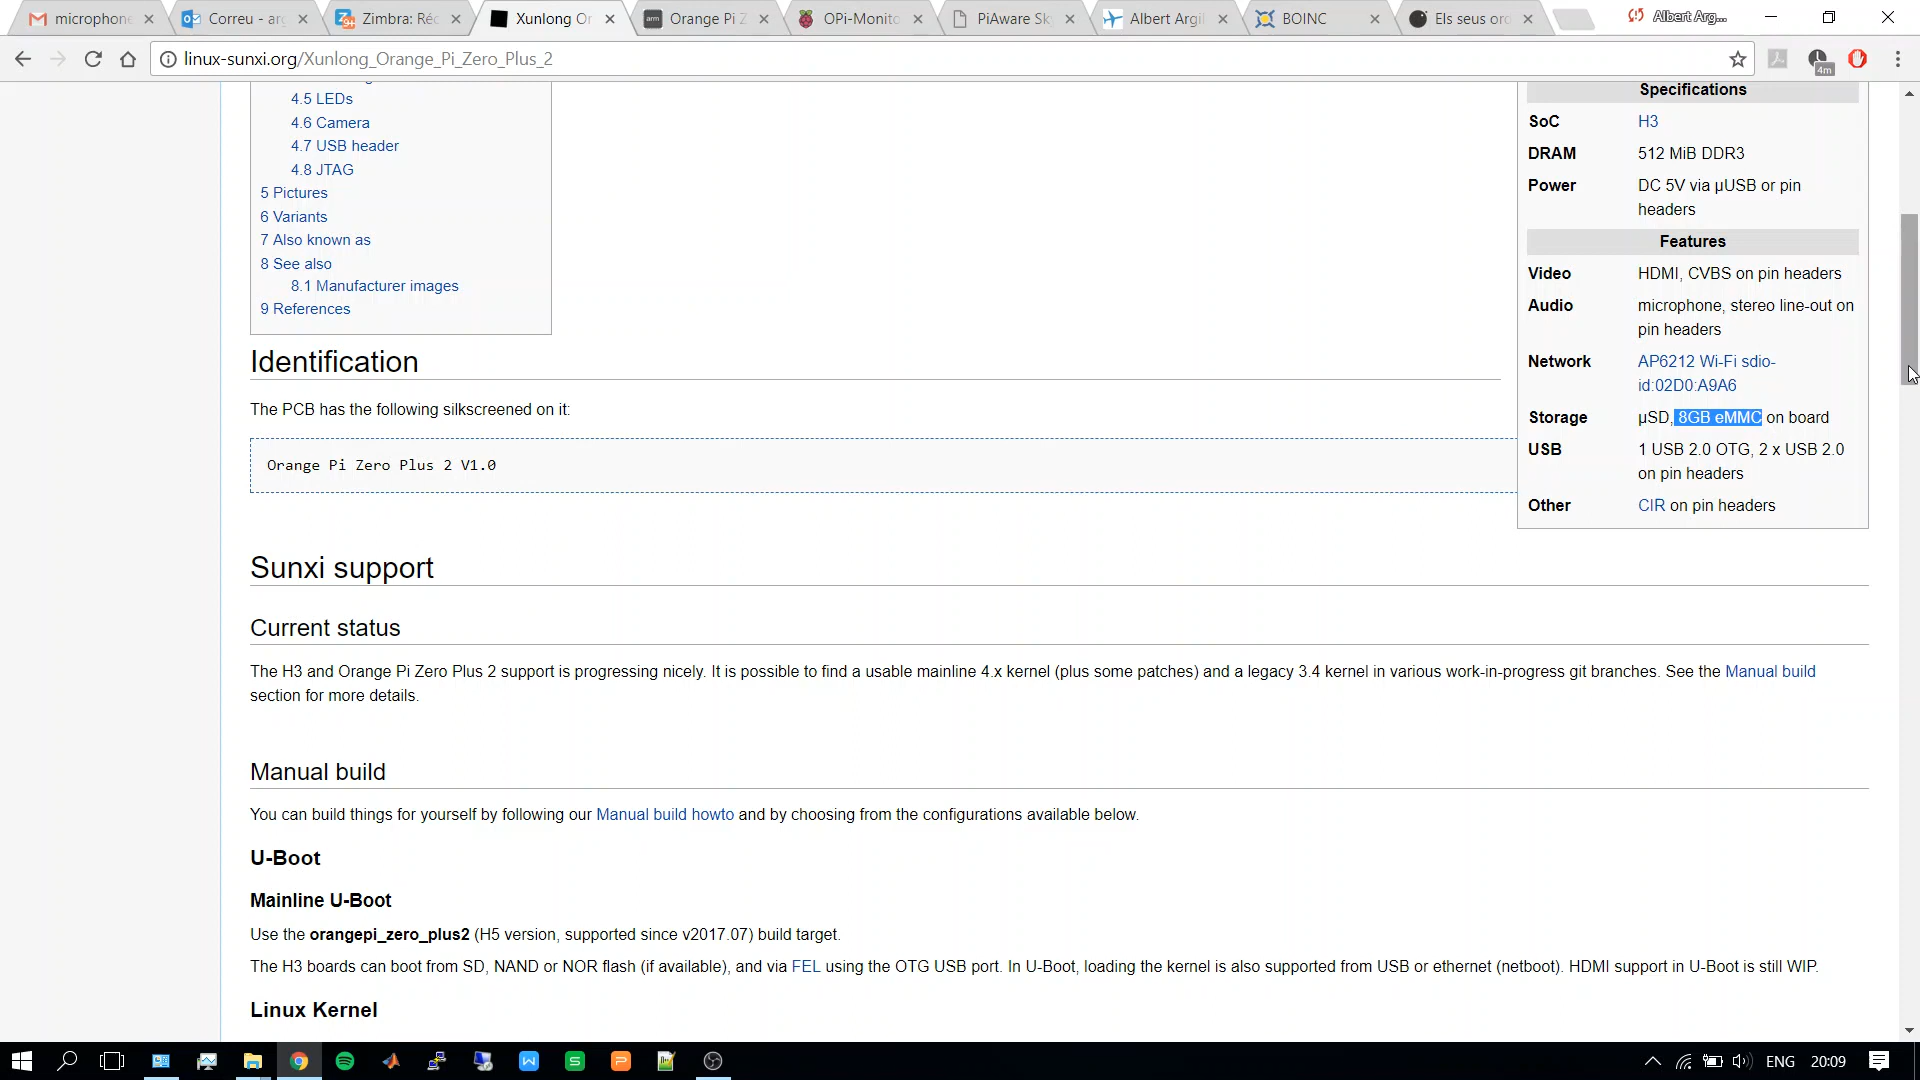 microphone
Correu - arg
Zimbra: Réc
Xunlong Or
Orange Pi Z
OPi-Monito
PiAware Sky
Albert Argil
BOINC
Els seus oro
Albert Arg...
linux-sunxi.org/Xunlong_Orange_Pi_Zero_Plus_2
4m
4.5 LEDs
4.6 Camera
4.7 USB header
4.8 JTAG
5 Pictures
6 Variants
7 Also known as
8 See also
8.1 Manufacturer images
9 References
Specifications
SoC H3
DRAM 512 MiB DDR3
Power DC 5V via µUSB or pin
headers
Features
Video HDMI, CVBS on pin headers
Audio microphone, stereo line-out on
pin headers
Network AP6212 Wi-Fi sdio-
id:02D0:A9A6
Storage µSD, 8GB eMMC on board
USB 1 USB 2.0 OTG, 2 x USB 2.0
on pin headers
Other CIR on pin headers
Identification
The PCB has the following silkscreened on it:
Orange Pi Zero Plus 2 V1.0
Sunxi support
Current status
The H3 and Orange Pi Zero Plus 2 support is progressing nicely. It is possible to find a usable mainline 4.x kernel (plus some patches) and a legacy 3.4 kernel in various work-in-progress git branches. See the Manual build
section for more details.
Manual build
You can build things for yourself by following our Manual build howto and by choosing from the configurations available below.
U-Boot
Mainline U-Boot
Use the orangepi_zero_plus2 (H5 version, supported since v2017.07) build target.
The H3 boards can boot from SD, NAND or NOR flash (if available), and via FEL using the OTG USB port. In U-Boot, loading the kernel is also supported from USB or ethernet (netboot). HDMI support in U-Boot is still WIP.
Linux Kernel
ENG 20:09